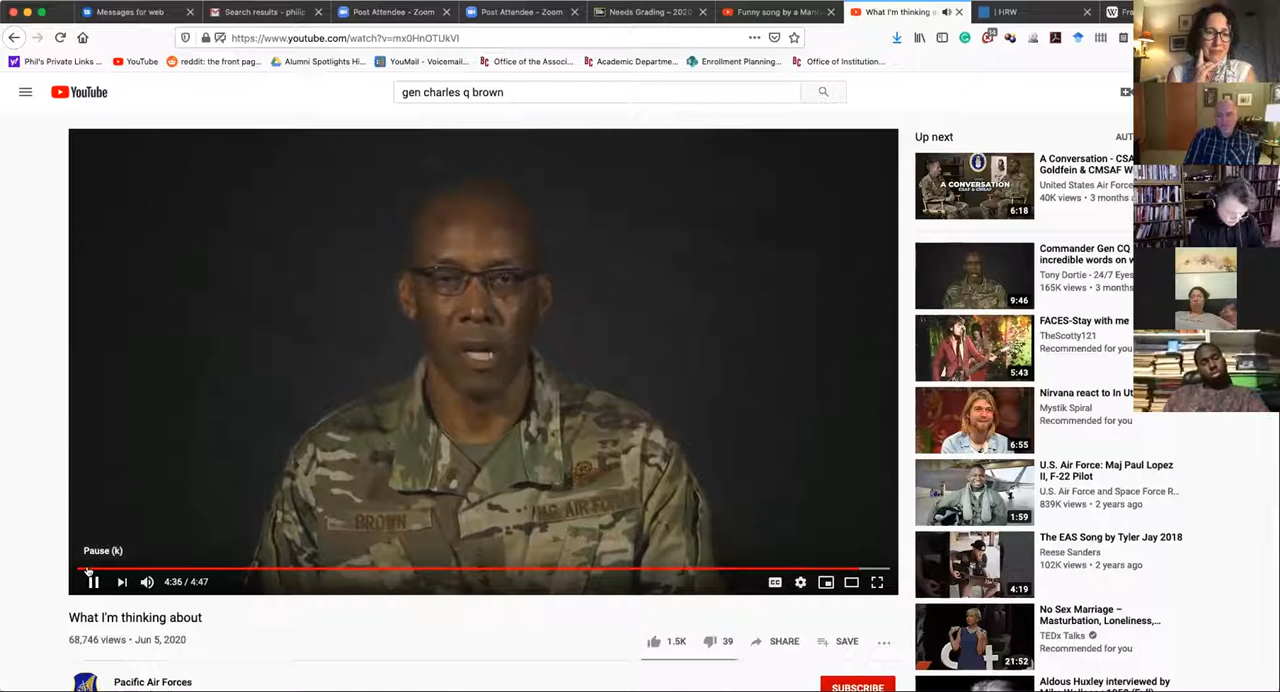 Messages for web
Search results - philip
Post Attendee - Zoom
Post Attendee - Zoom
Needs Grading – 2020
Funny song by a Man
What I'm thinking a
HRW
Fra
https://www.youtube.com/watch?v=mx0HnOTUkVI
Phil's Private Links ...
YouTube
reddit: the front pag...
Alumni Spotlights Hi...
YouMail - Voicemail...
Office of the Assoc...
Academic Departme...
Enrollment Planning...
Office of Institution...
YouTube
gen charles q brown
Up next
AUT
A CONVERSATION
6:18
A Conversation - CSA
Goldfein & CMSAF W
United States Air Force
40K views • 3 months a
9:46
Commander Gen CQ
incredible words on w
Tony Dortie - 24/7 Eyes
165K views • 3 months
5:43
FACES-Stay with me
TheScotty121
Recommended for you
6:55
Nirvana react to In Ut
Mystik Spiral
Recommended for you
1:59
U.S. Air Force: Maj Paul Lopez
II, F-22 Pilot
U.S. Air Force and Space Force R...
839K views • 2 years ago
4:19
The EAS Song by Tyler Jay 2018
Reese Sanders
102K views • 2 years ago
21:52
No Sex Marriage –
Masturbation, Loneliness,...
TEDx Talks
Recommended for you
Aldous Huxley interviewed by
BROWN
U.S. AIR FORCE
Pause (k)
4:36 / 4:47
CC
What I'm thinking about
68,746 views • Jun 5, 2020
1.5K
39
SHARE
SAVE
Pacific Air Forces
SUBSCRIBE